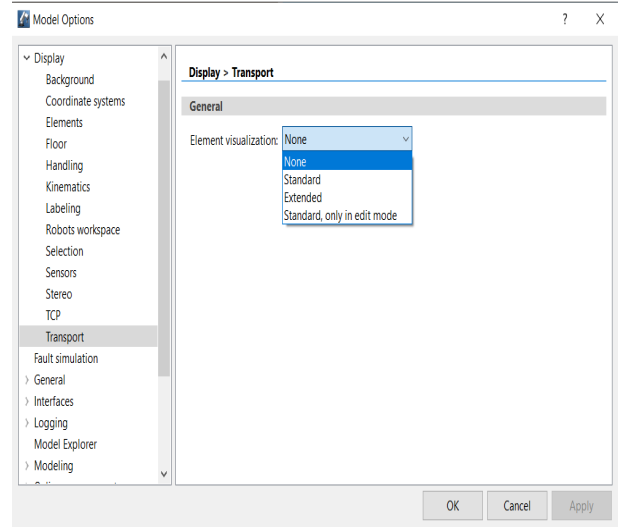 Model Options
? X
Display
Background
Coordinate systems
Elements
Floor
Handling
Kinematics
Labeling
Robots workspace
Selection
Sensors
Stereo
TCP
Transport
Fault simulation
General
Interfaces
Logging
Model Explorer
Modeling
Display > Transport
General
Element visualization: None
None
Standard
Extended
Standard, only in edit mode
OK Cancel Apply